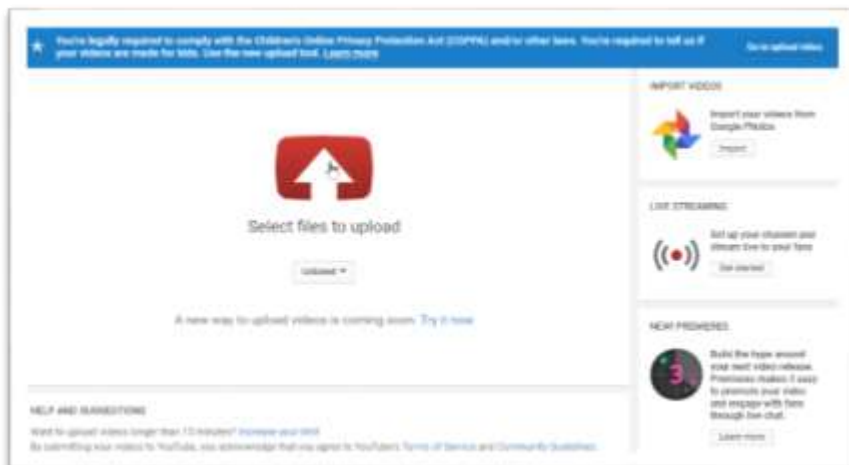 You're legally required to comply with the Children's Online Privacy Protection Act (COPPA) and/or other laws. You're required to tell us if
your videos are made for kids. Use the new upload tool. Learn more
Go to upload video
Select files to upload
Unlisted
A new way to upload videos is coming soon. Try it now
HELP AND SUGGESTIONS
Want to upload videos longer than 15 minutes? Increase your limit
By submitting your videos to YouTube, you acknowledge that you agree to YouTube's Terms of Service and Community Guidelines.
IMPORT VIDEOS
Import your videos from
Google Photos
Import
LIVE STREAMING
Set up your channel and
stream live to your fans
Get started
NEW! PREMIERES
3
Build the hype around
your next video release.
Premieres makes it easy
to promote your video
and engage with fans
through live chat.
Learn more